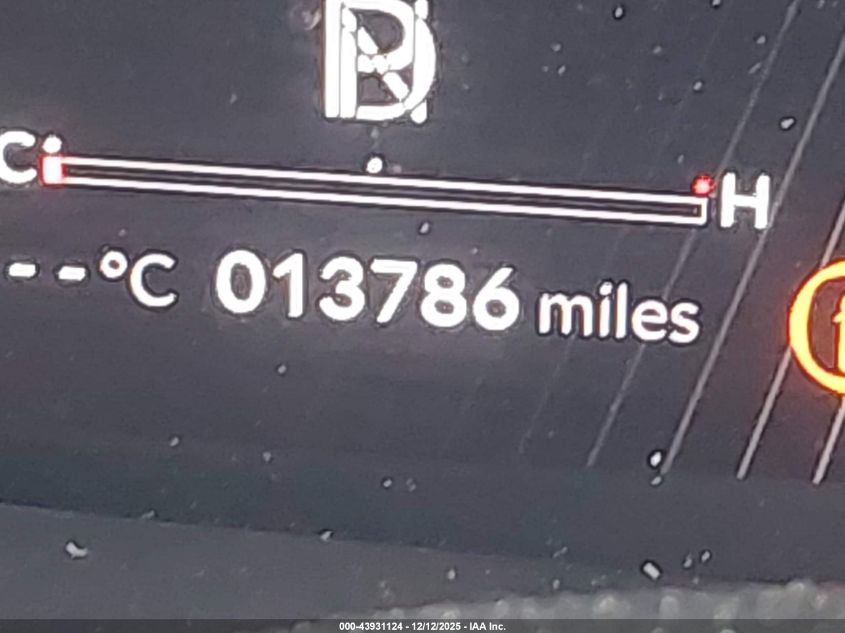 C H
--°C 013786 miles
000-43931124 - 12/12/2025 - IAA Inc.